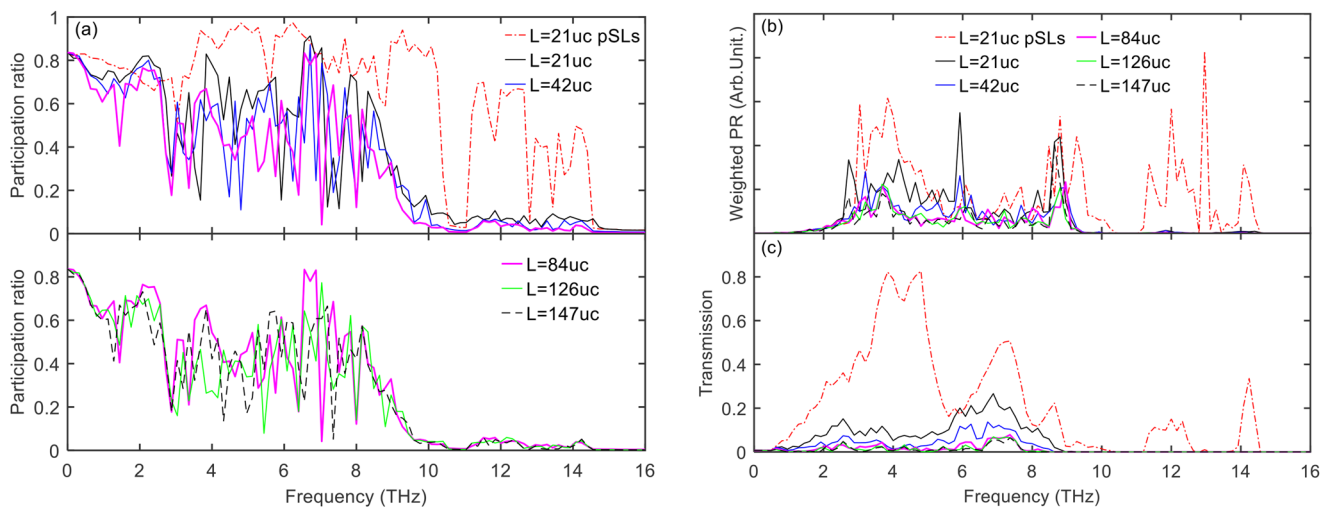 (a)
L=21uc pSLs
L=21uc
L=42uc
Participation ratio
1
0.8
0.6
0.4
0.2
0
L=84uc
L=126uc
L=147uc
Participation ratio
0.8
0.6
0.4
0.2
0
0 2 4 6 8 10 12 14 16
Frequency (THz)
(b)
L=21uc pSLs
L=21uc
L=42uc
L=84uc
L=126uc
L=147uc
Weighted PR (Arb.Unit.)
0
(c)
Transmission
0.8
0.6
0.4
0.2
0
0 2 4 6 8 10 12 14 16
Frequency (THz)